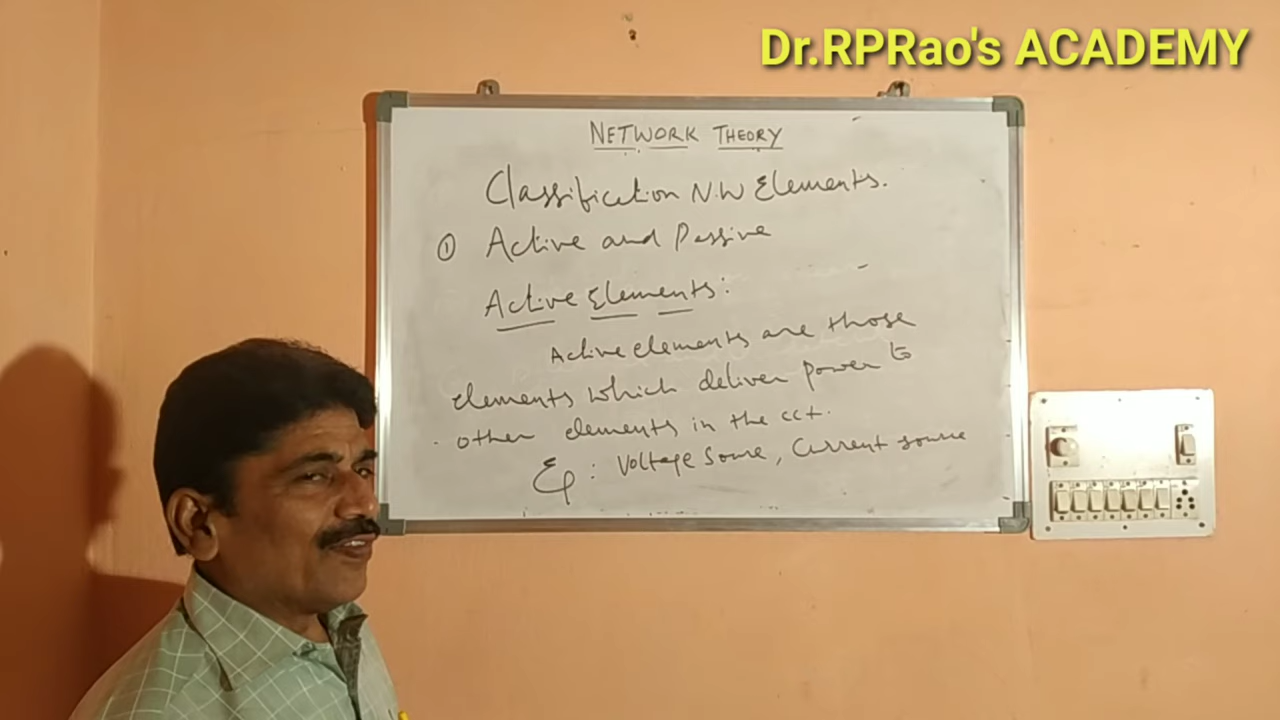 Dr.RPRao's ACADEMY
NETWORK THEORY
Classification N.W Elements.
① Active and Passive
Active Elements:
Active elements are those
elements which deliver power to
other elements in the cct.
Eg: Voltage source, Current source